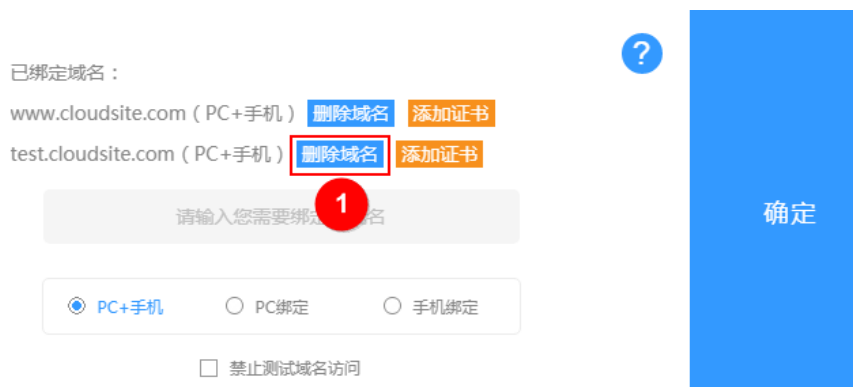 ?
已绑定域名：
www.cloudsite.com（PC+手机） 删除域名 添加证书
test.cloudsite.com（PC+手机） 删除域名 添加证书
1
请输入您需要绑 名
确定
PC+手机 PC绑定 手机绑定
禁止测试域名访问